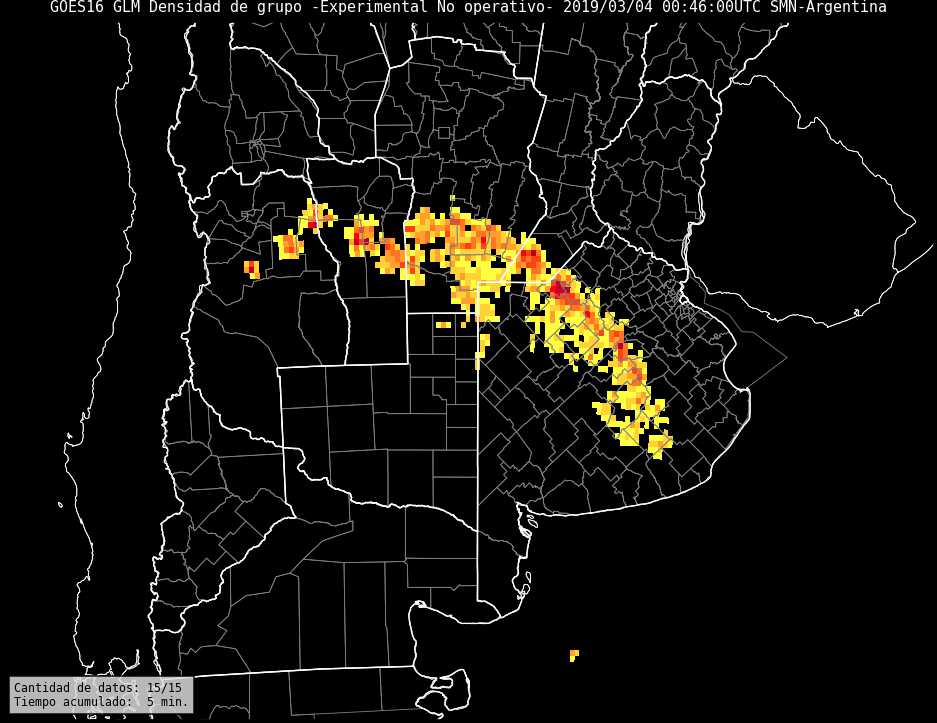 GOES16 GLM Densidad de grupo -Experimental No operativo- 2019/03/04 00:46:00UTC SMN-Argentina
Cantidad de datos: 15/15
Tiempo acumulado:  5 min.